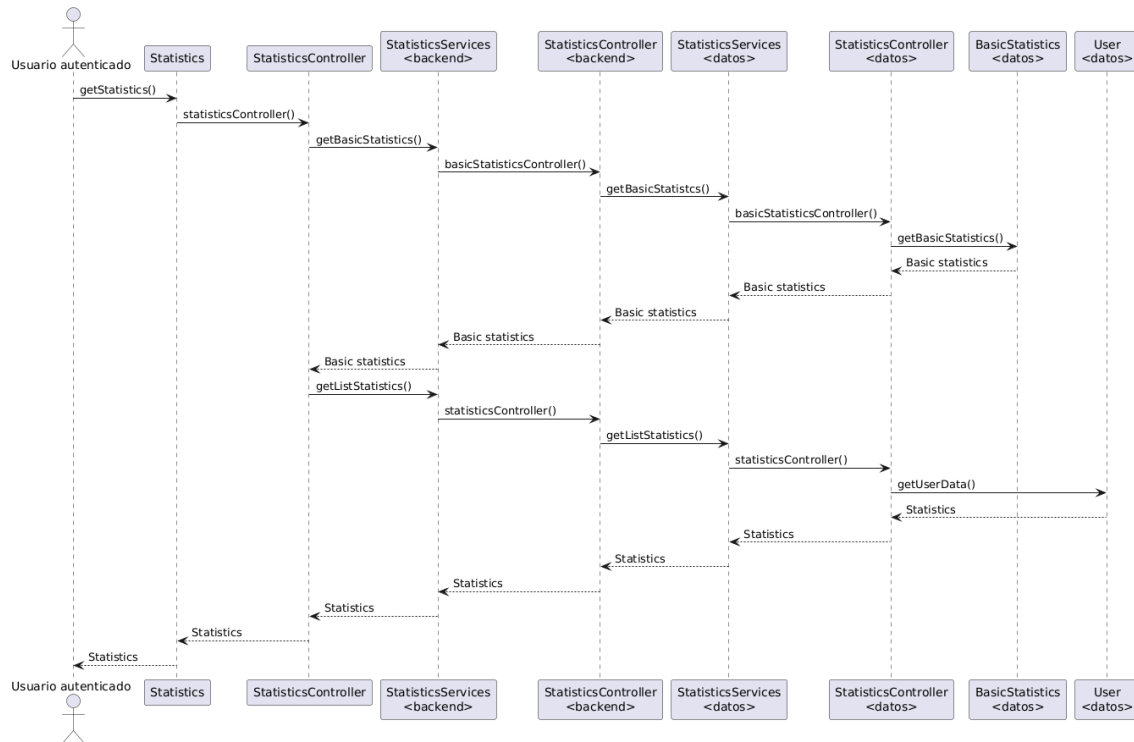 Usuario autenticado
Statistics
StatisticsController
StatisticsServices
<backend>
StatisticsController
<backend>
StatisticsServices
<datos>
StatisticsController
<datos>
BasicStatistics
<datos>
User
<datos>
getStatistics()
statisticsController()
getBasicStatistics()
basicStatisticsController()
getBasicStatistcs()
basicStatisticsController()
getBasicStatistics()
Basic statistics
Basic statistics
Basic statistics
Basic statistics
Basic statistics
getListStatistics()
statisticsController()
getListStatistics()
statisticsController()
getUserData()
Statistics
Statistics
Statistics
Statistics
Statistics
Statistics
Statistics
Usuario autenticado
Statistics
StatisticsController
StatisticsServices
<backend>
StatisticsController
<backend>
StatisticsServices
<datos>
StatisticsController
<datos>
BasicStatistics
<datos>
User
<datos>